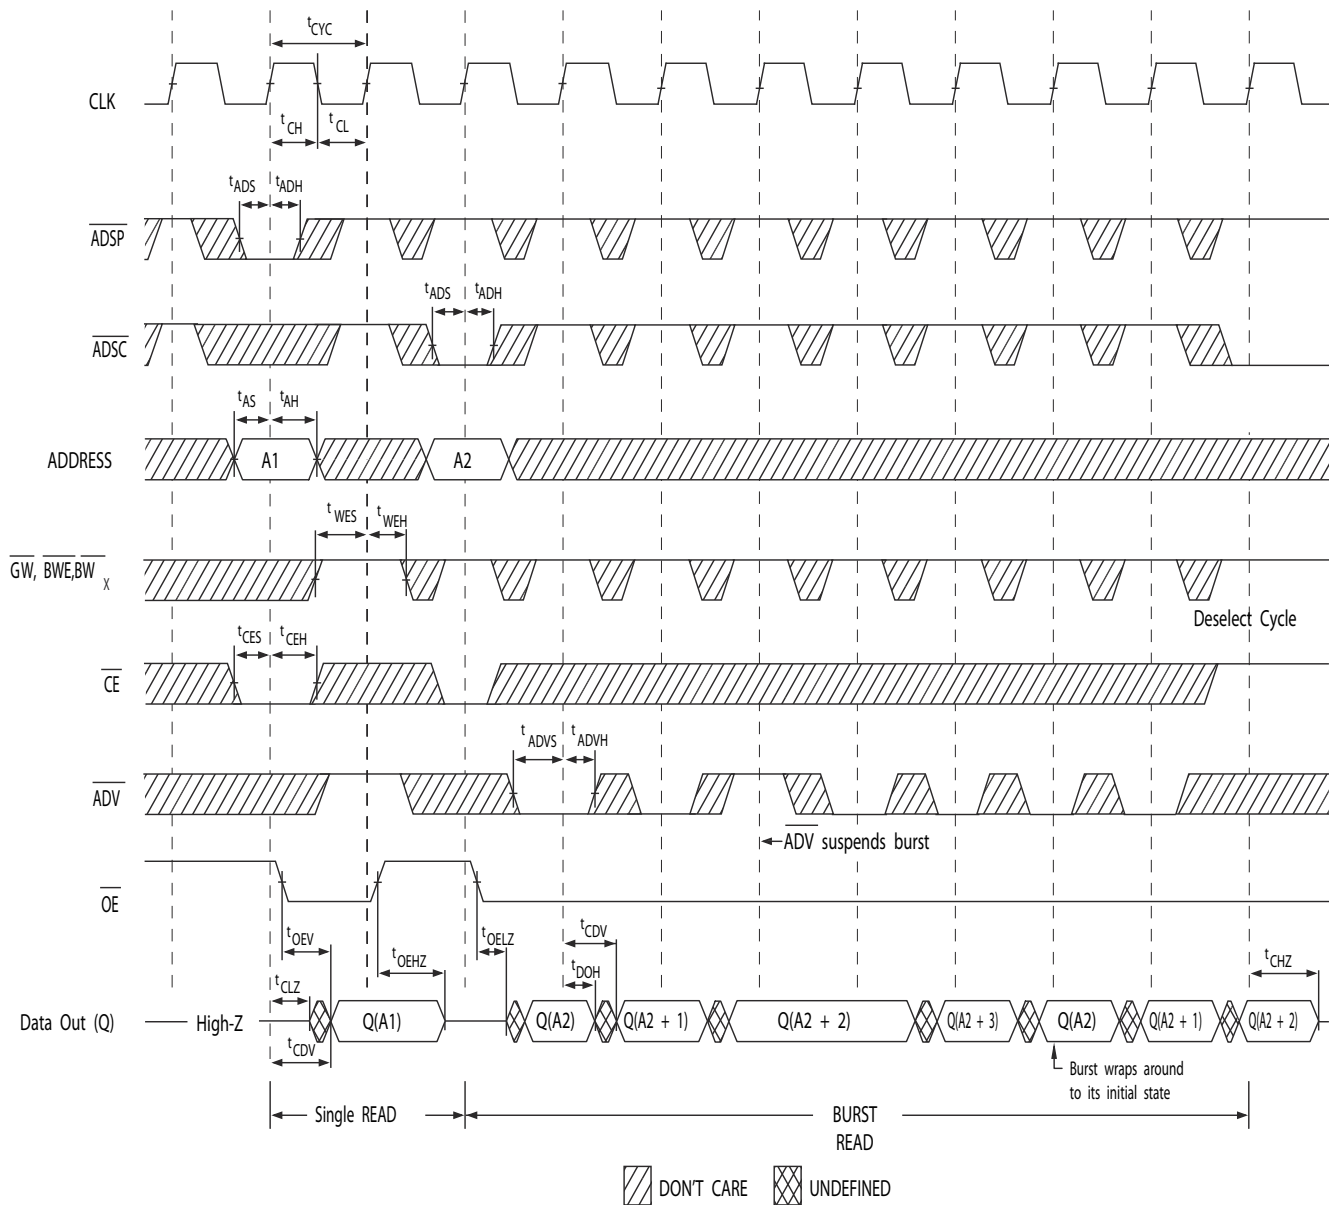 tCYC
CLK
tCH
tCL
tADS
tADH
ADSP
tADS
tADH
ADSC
tAS
tAH
ADDRESS
A1
A2
tWES
tWEH
GW, BWE,BW X
Deselect Cycle
tCES
tCEH
CE
tADVS
tADVH
ADV
ADV suspends burst
OE
tOEV
tOEHZ
tOELZ
tCDV
tDOH
tCHZ
tCLZ
Data Out (Q)
High-Z
Q(A1)
Q(A2)
Q(A2 + 1)
Q(A2 + 2)
Q(A2 + 3)
Q(A2)
Q(A2 + 1)
Q(A2 + 2)
tCDV
Burst wraps around
to its initial state
Single READ
BURST
READ
DON'T CARE
UNDEFINED